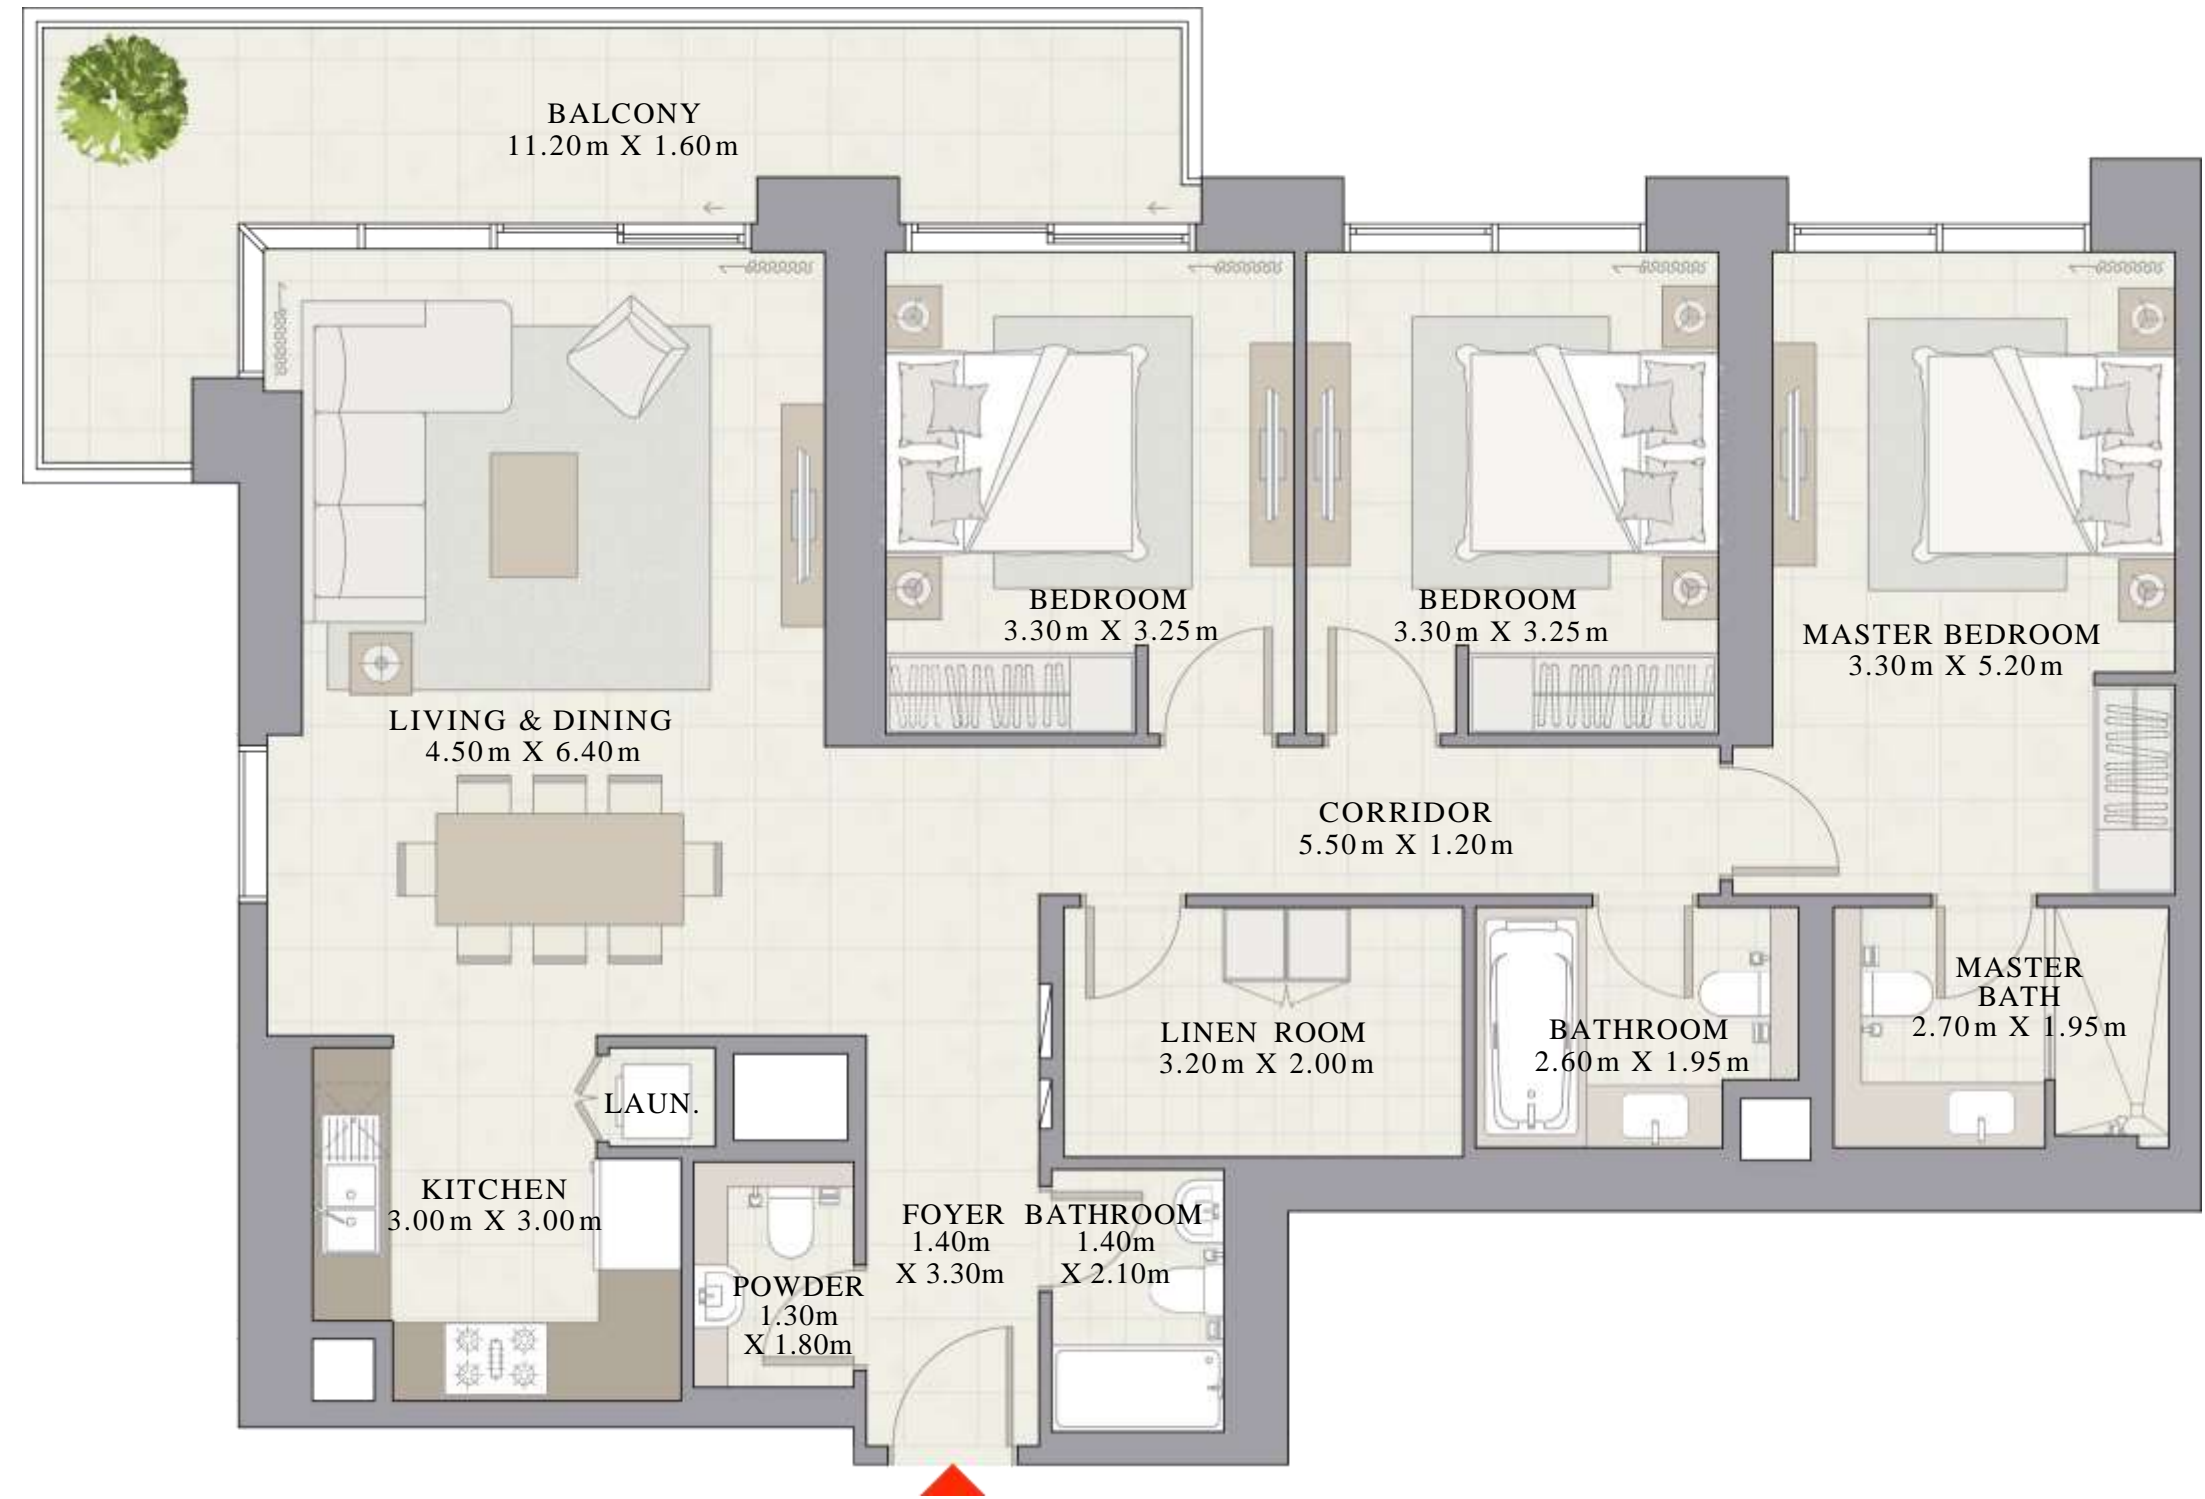 BALCONY
11.20m X 1.60m
BEDROOM
3.30m X 3.25m
BEDROOM
3.30m X 3.25m
MASTER BEDROOM
3.30m X 5.20m
LIVING & DINING
4.50m X 6.40m
CORRIDOR
5.50m X 1.20m
LINEN ROOM
3.20m X 2.00m
BATHROOM
2.60m X 1.95m
MASTER
BATH
2.70m X 1.95m
LAUN.
KITCHEN
3.00m X 3.00m
POWDER
1.30m
X 1.80m
FOYER
1.40m
X 3.30m
BATHROOM
1.40m
X 2.10m